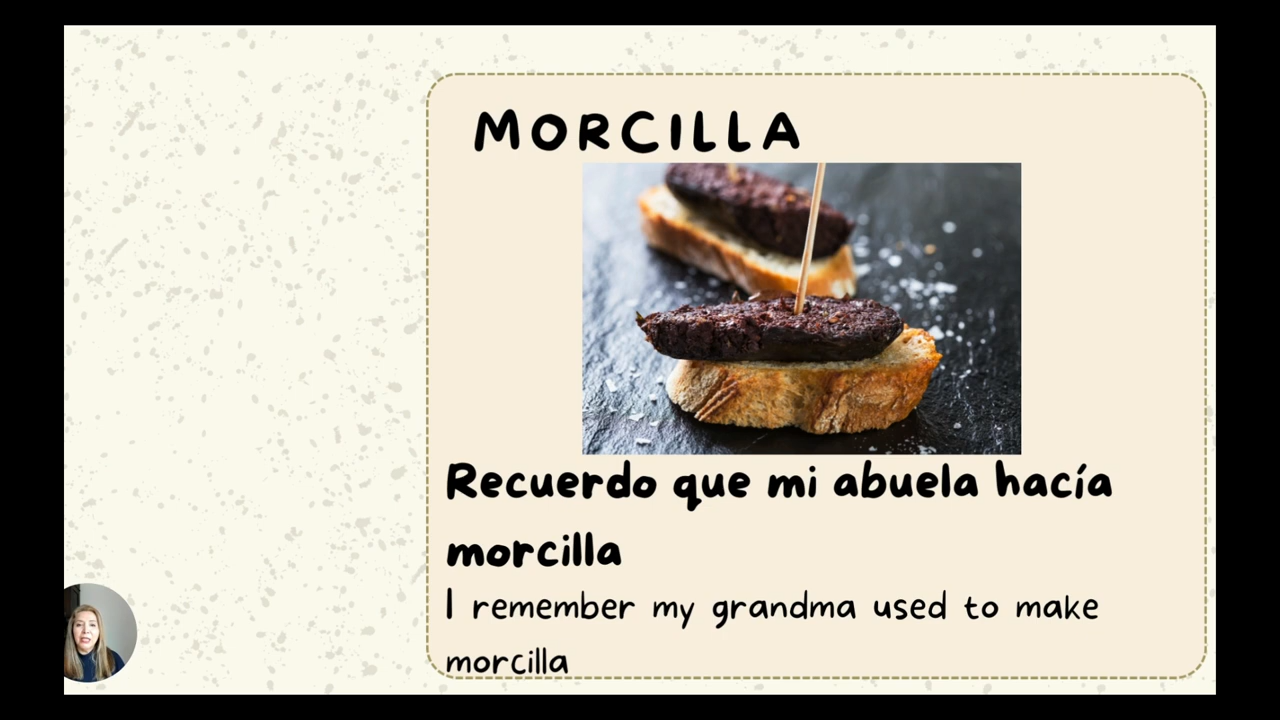 MORCILLA
Recuerdo que mi abuela hacía
morcilla
I remember my grandma used to make
morcilla